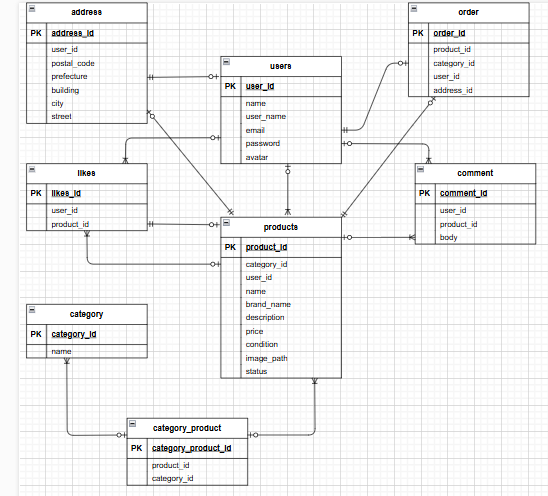 address
PK address_id
user_id
postal_code
prefecture
building
city
street
order
PK order_id
product_id
category_id
user_id
address_id
users
PK user_id
name
user_name
email
password
avatar
likes
PK likes_id
user_id
product_id
comment
PK comment_id
user_id
product_id
body
products
PK product_id
category_id
user_id
name
brand_name
description
price
condition
image_path
status
category
PK category_id
name
category_product
PK category_product_id
product_id
category_id